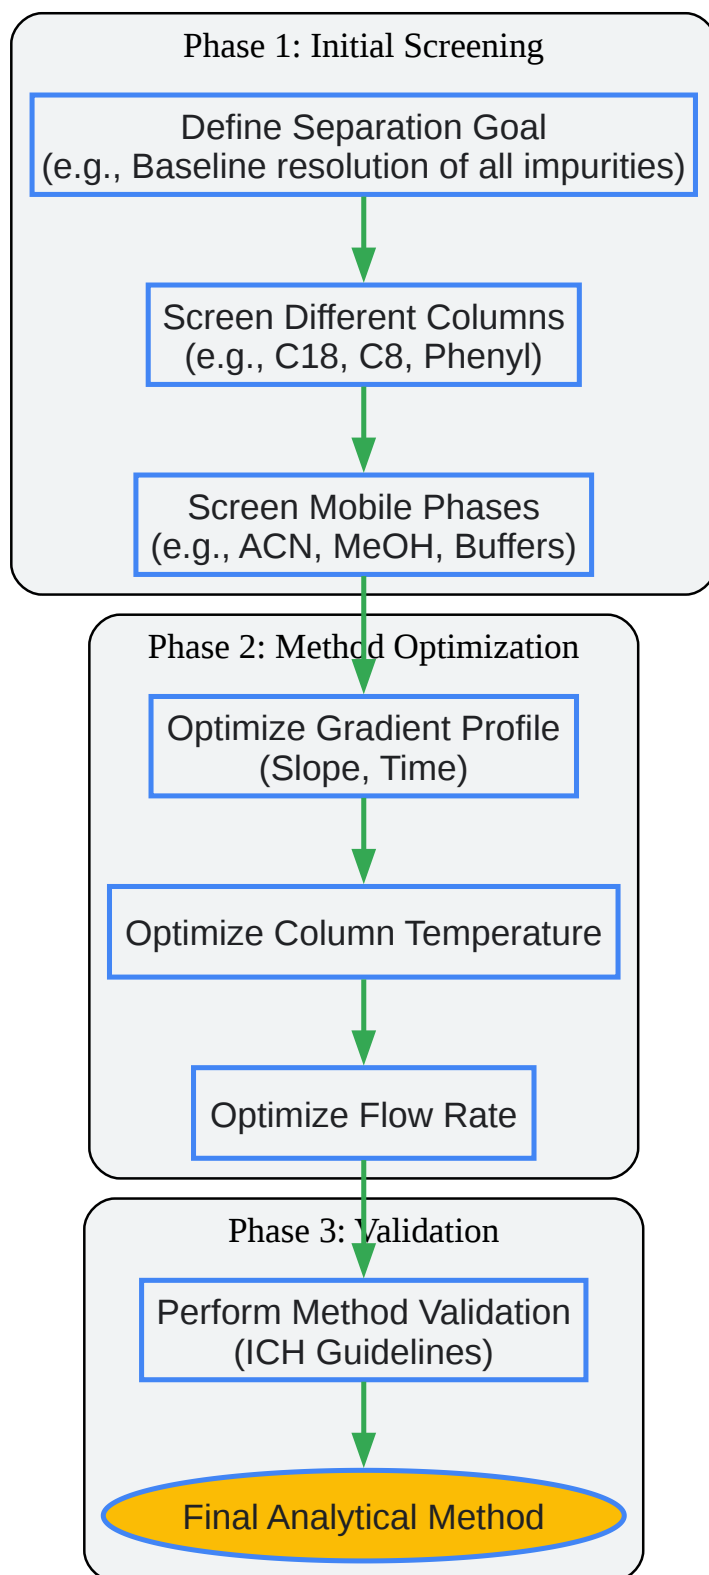 Phase 1: Initial Screening
Define Separation Goal
(e.g., Baseline resolution of all impurities)
Screen Different Columns
(e.g., C18, C8, Phenyl)
Screen Mobile Phases
(e.g., ACN, MeOH, Buffers)
Phase 2: Method Optimization
Optimize Gradient Profile
(Slope, Time)
Optimize Column Temperature
Optimize Flow Rate
Phase 3: Validation
Perform Method Validation
(ICH Guidelines)
Final Analytical Method